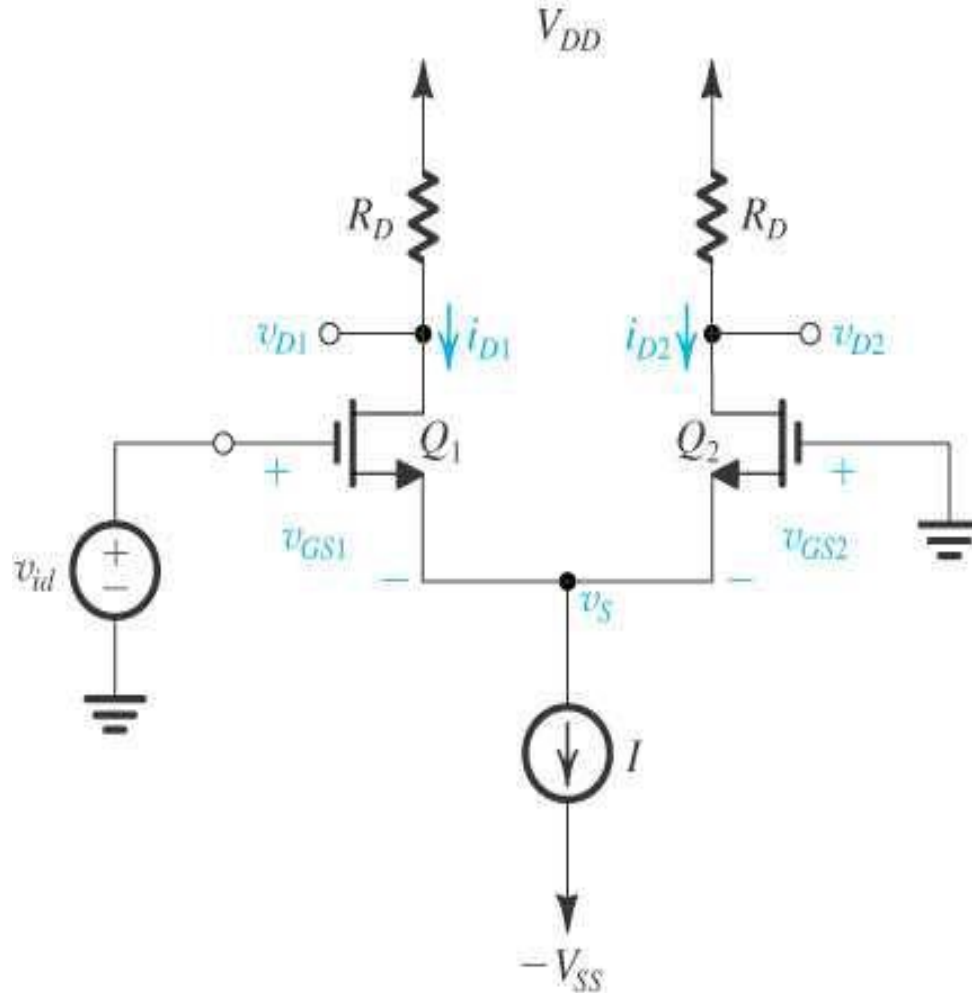 V_DD
R_D R_D
v_D1 i_D1 i_D2 v_D2
Q_1 Q_2
+ +
v_id + − v_GS1 v_GS2
− v_S −
I
−V_SS